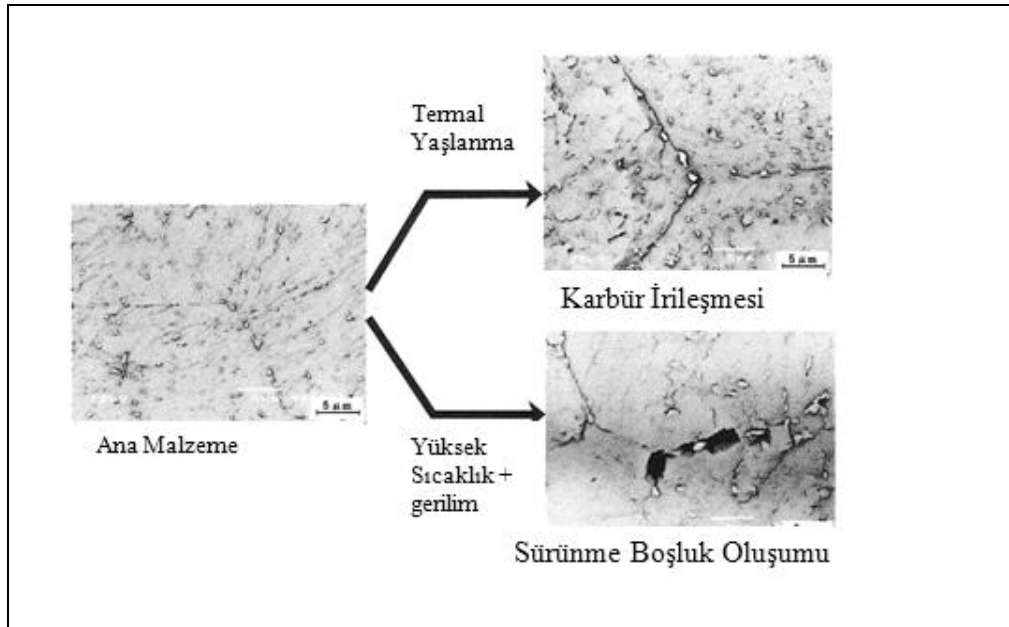 Termal
Yaşlanma
5 µm
Karbür İrileşmesi
5 µm
Ana Malzeme
Yüksek
Sıcaklık +
gerilim
Sürünme Boşluk Oluşumu